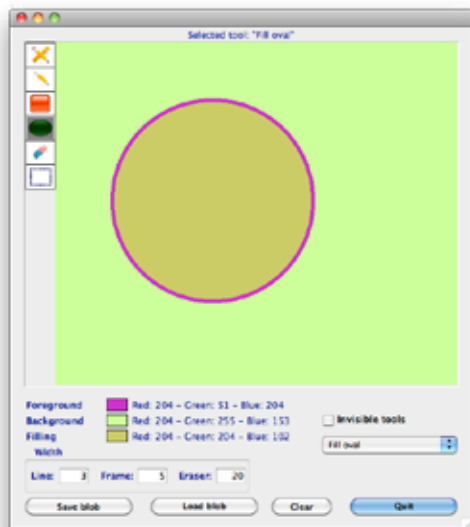 Selected tool: "Fill oval"
Foreground Red: 204 - Green: 51 - Blue: 204
Background Red: 204 - Green: 255 - Blue: 153
Filling Red: 204 - Green: 204 - Blue: 102
Invisible tools
Fill oval
Width
Line: 3 Frame: 5 Eraser: 20
Save blob Load blob Clear Quit